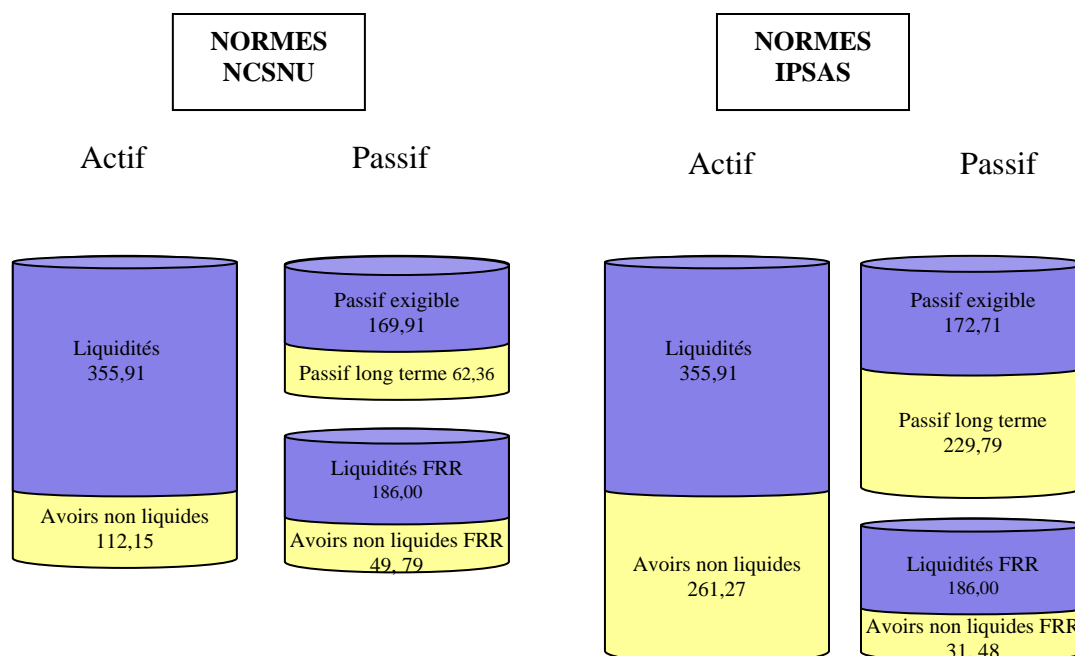 NORMES
NCSNU
Actif
Passif
Liquidités
355,91
Avoirs non liquides
112,15
Passif exigible
169,91
Passif long terme 62,36
Liquidités FRR
186,00
Avoirs non liquides FRR
49, 79
NORMES
IPSAS
Actif
Passif
Liquidités
355,91
Avoirs non liquides
261,27
Passif exigible
172,71
Passif long terme
229,79
Liquidités FRR
186,00
Avoirs non liquides FRR
31, 48